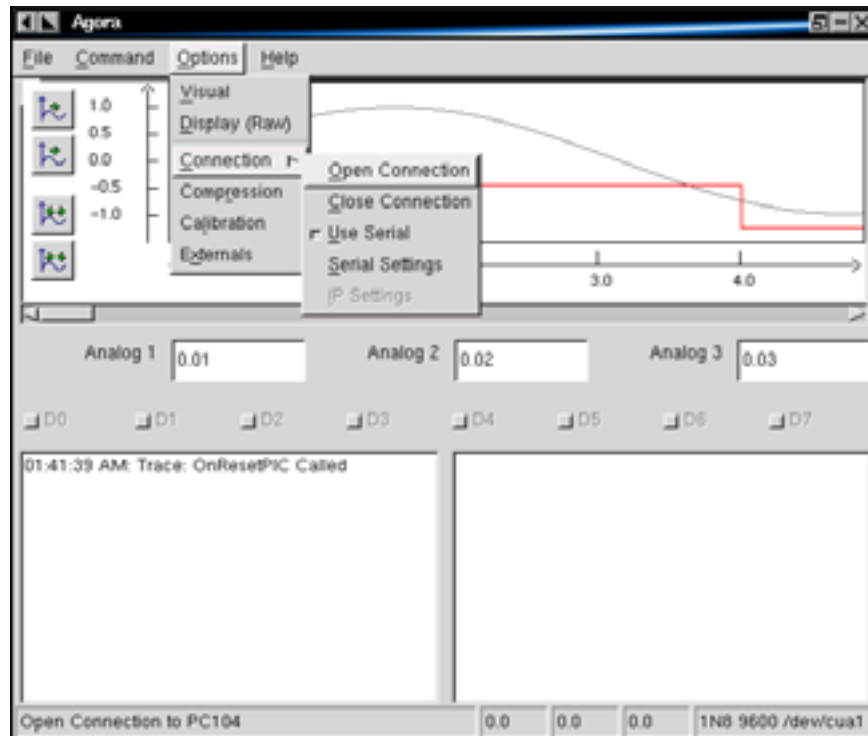 Agora
File Command Options Help
Visual
Display (Raw)
Connection
Compression
Calibration
Externals
Open Connection
Close Connection
Use Serial
Serial Settings
IP Settings
1.0
0.5
0.0
-0.5
-1.0
3.0 4.0
Analog 1 0.01 Analog 2 0.02 Analog 3 0.03
D0 D1 D2 D3 D4 D5 D6 D7
01:41:39 AM: Trace: OnResetPIC Called
Open Connection to PC104 0.0 0.0 0.0 1N8 9600 /dev/cua1